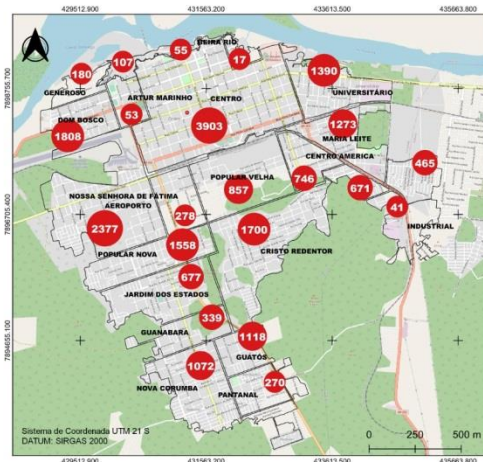 429512.900 431563.200 433613.500 435663.800
7898755.700
7896705.400
7894655.100
55
BEIRA RIO
107
17
180
1390
GENEROSO
ARTUR MARINHO
UNIVERSITÁRIO
CENTRO
DOM BOSCO
53
1808
3903
1273
MARIA LEITE
CENTRO AMERICA
465
POPULAR VELHA
746
671
857
NOSSA SENHORA DE FÁTIMA
AEROPORTO
278
41
2377
1700
INDUSTRIAL
1558
POPULAR NOVA
CRISTO REDENTOR
677
JARDIM DOS ESTADOS
339
GUANABARA
1118
GUATÓS
1072
270
NOVA CORUMBA
PANTANAL
Sistema de Coordenada UTM 21 S
DATUM: SIRGAS 2000
0 250 500 m
429512.900 431563.200 433613.500 435663.800